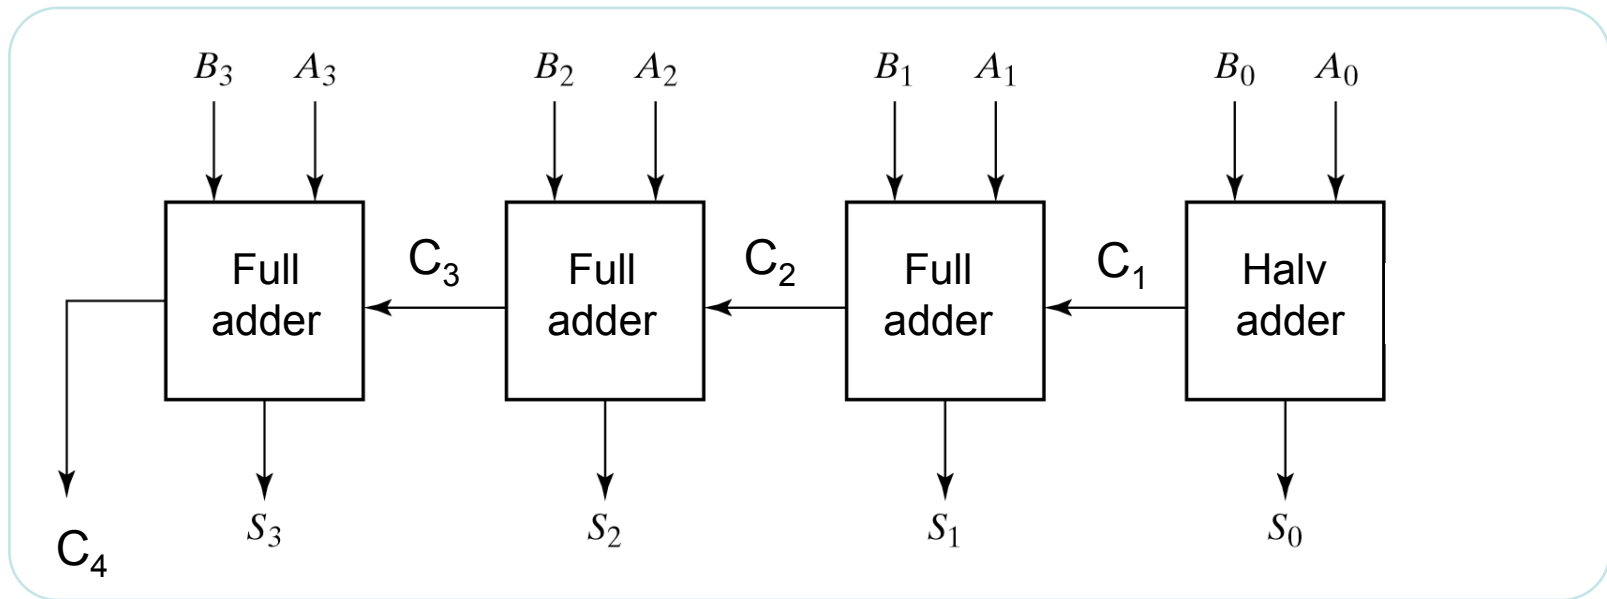 B₃ A₃ B₂ A₂ B₁ A₁ B₀ A₀
Full adder C₃ Full adder C₂ Full adder C₁ Halv adder
S₃ S₂ S₁ S₀
C₄